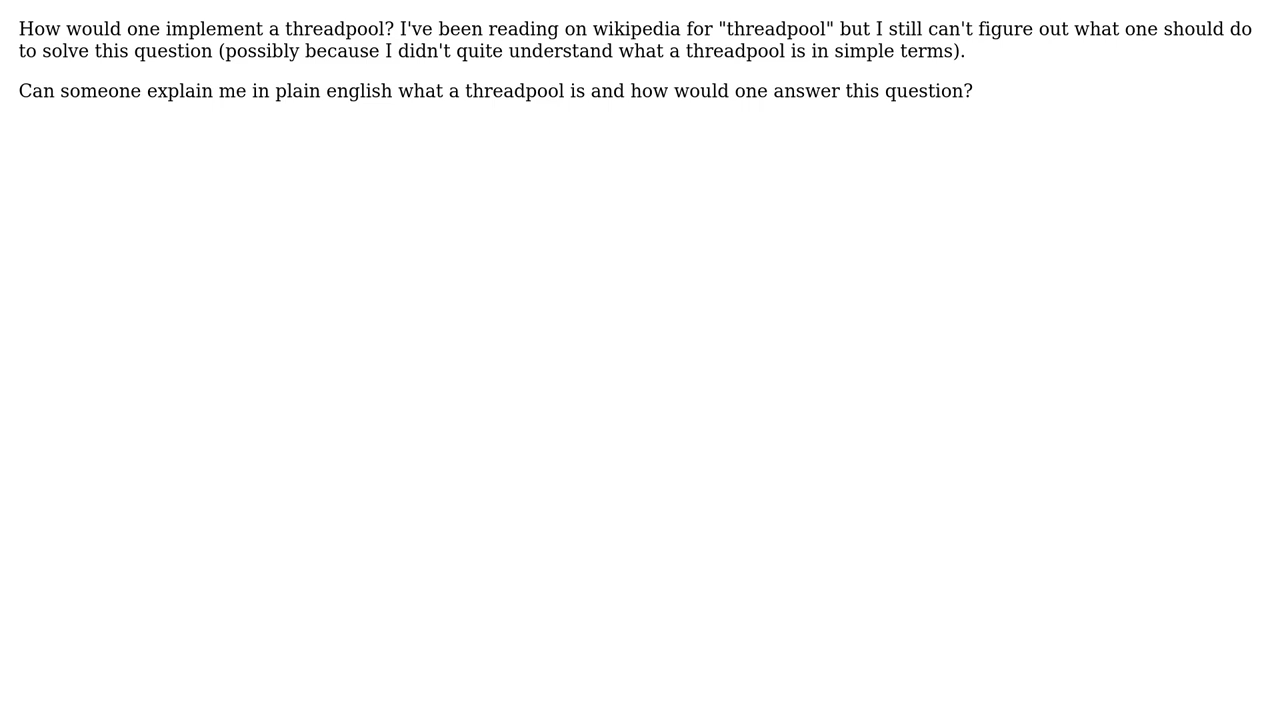 How would one implement a threadpool? I've been reading on wikipedia for "threadpool" but I still can't figure out what one should do
to solve this question (possibly because I didn't quite understand what a threadpool is in simple terms).
Can someone explain me in plain english what a threadpool is and how would one answer this question?